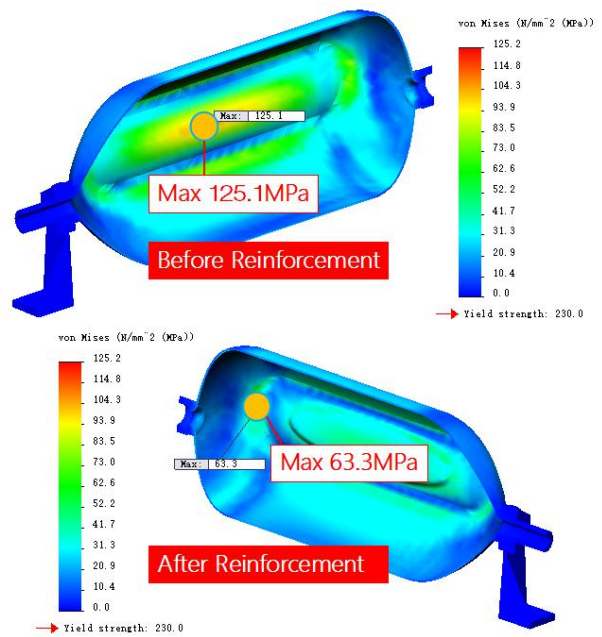 von Mises (N/mm^2 (MPa))
125.2
114.8
104.3
93.9
83.5
73.0
62.6
52.2
41.7
31.3
20.9
10.4
0.0
Yield strength: 230.0
Max: 125.1
Max 125.1MPa
Before Reinforcement
von Mises (N/mm^2 (MPa))
125.2
114.8
104.3
93.9
83.5
73.0
62.6
52.2
41.7
31.3
20.9
10.4
0.0
Yield strength: 230.0
Max: 63.3
Max 63.3MPa
After Reinforcement